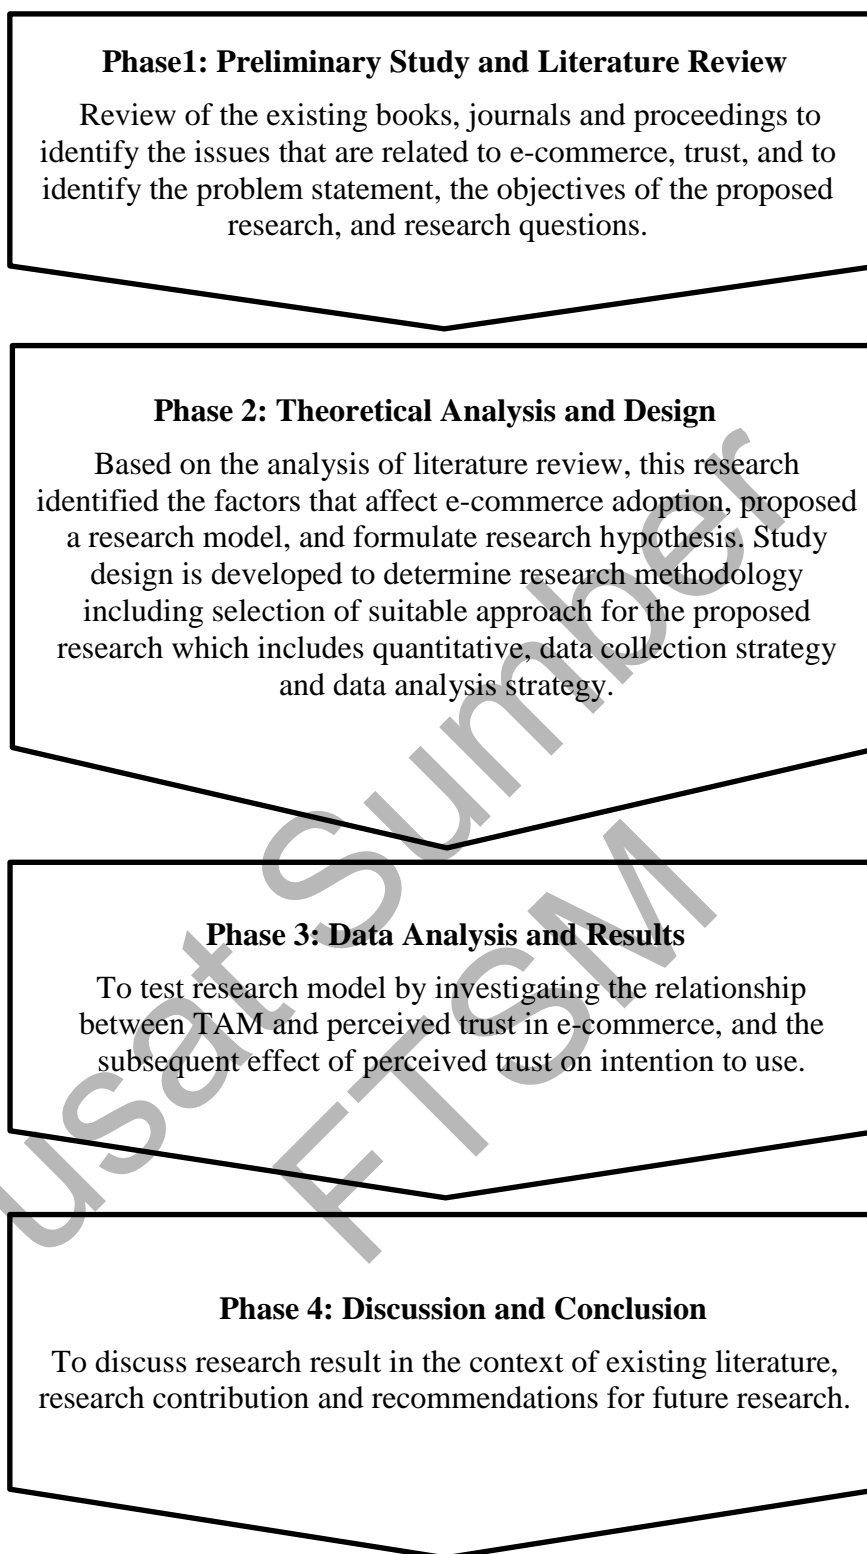 Phase1: Preliminary Study and Literature Review
Review of the existing books, journals and proceedings to
identify the issues that are related to e-commerce, trust, and to
identify the problem statement, the objectives of the proposed
research, and research questions.
Phase 2: Theoretical Analysis and Design
Based on the analysis of literature review, this research
identified the factors that affect e-commerce adoption, proposed
a research model, and formulate research hypothesis. Study
design is developed to determine research methodology
including selection of suitable approach for the proposed
research which includes quantitative, data collection strategy
and data analysis strategy.
Phase 3: Data Analysis and Results
To test research model by investigating the relationship
between TAM and perceived trust in e-commerce, and the
subsequent effect of perceived trust on intention to use.
Phase 4: Discussion and Conclusion
To discuss research result in the context of existing literature,
research contribution and recommendations for future research.
usat Sumber
FTSM